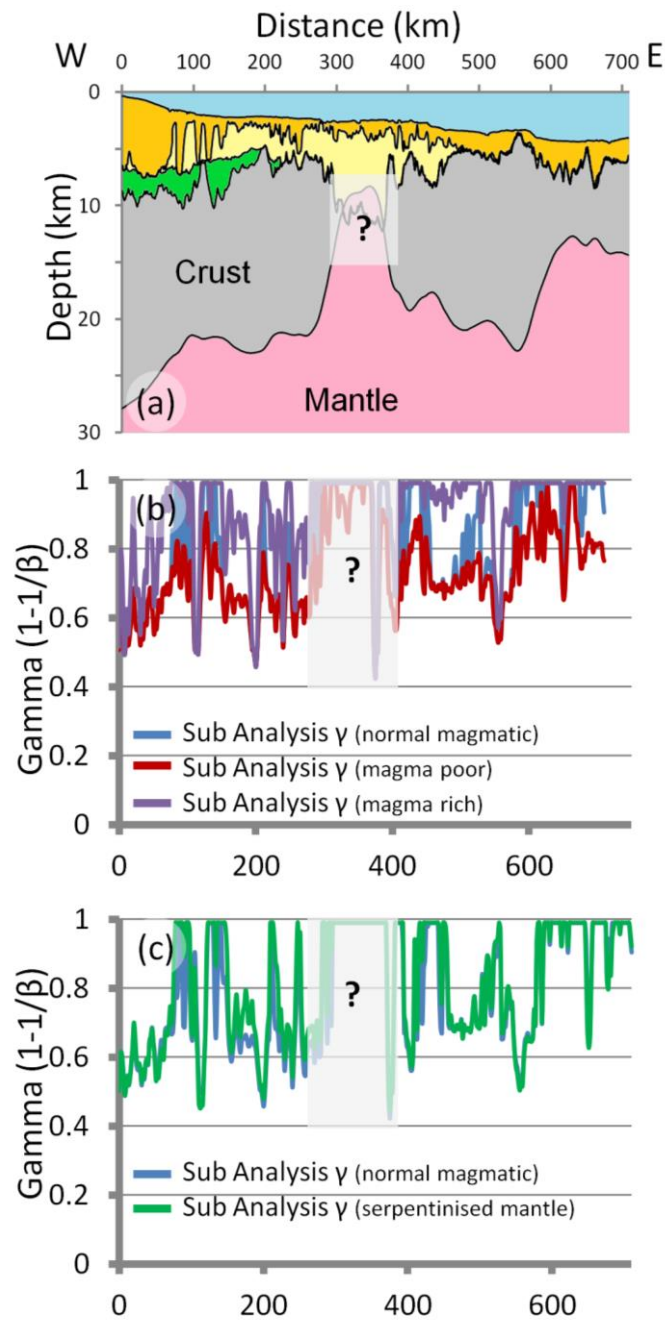 Distance (km)
W 0 100 200 300 400 500 600 700 E
Depth (km)
0
10
20
30
?
Crust
Mantle
(a)
Gamma (1-1/β)
1
0.8
0.6
0.4
0.2
0
(b)
?
Sub Analysis γ (normal magmatic)
Sub Analysis γ (magma poor)
Sub Analysis γ (magma rich)
0 200 400 600
Gamma (1-1/β)
1
0.8
0.6
0.4
0.2
0
(c)
?
Sub Analysis γ (normal magmatic)
Sub Analysis γ (serpentinised mantle)
0 200 400 600